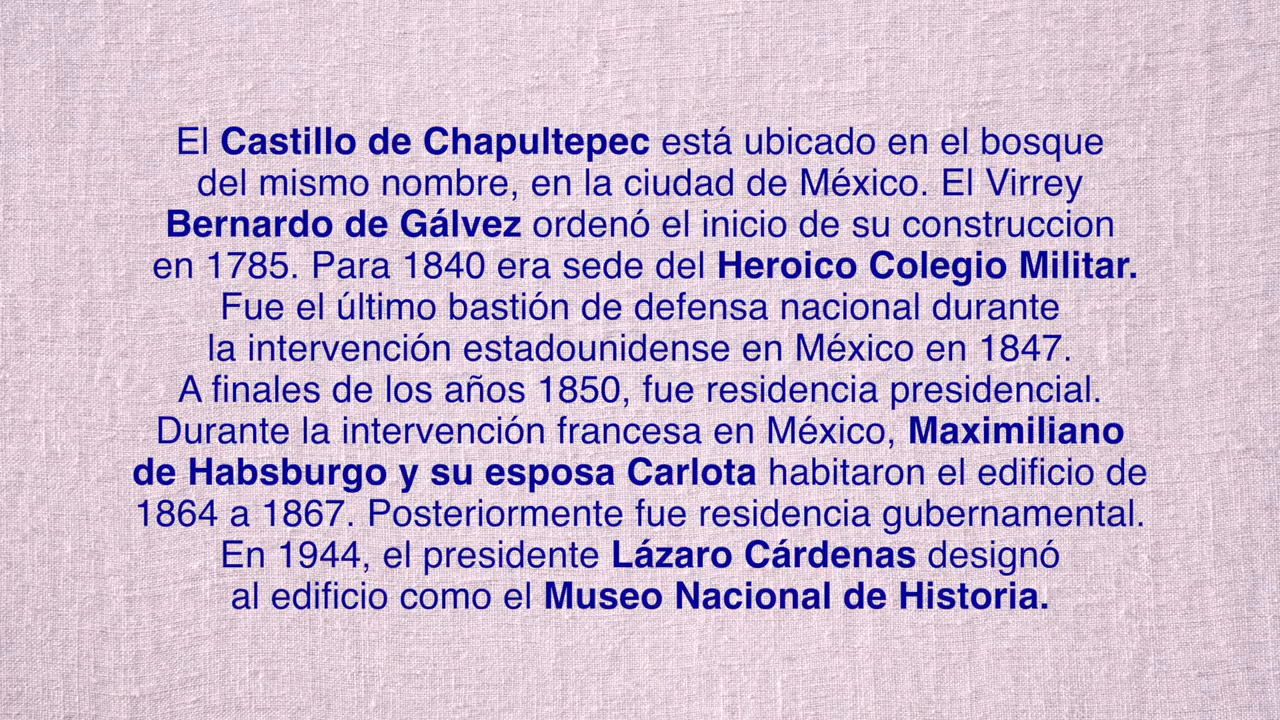 El Castillo de Chapultepec está ubicado en el bosque
del mismo nombre, en la ciudad de México. El Virrey
Bernardo de Gálvez ordenó el inicio de su construccion
en 1785. Para 1840 era sede del Heroico Colegio Militar.
Fue el último bastión de defensa nacional durante
la intervención estadounidense en México en 1847.
A finales de los años 1850, fue residencia presidencial.
Durante la intervención francesa en México, Maximiliano
de Habsburgo y su esposa Carlota habitaron el edificio de
1864 a 1867. Posteriormente fue residencia gubernamental.
En 1944, el presidente Lázaro Cárdenas designó
al edificio como el Museo Nacional de Historia.